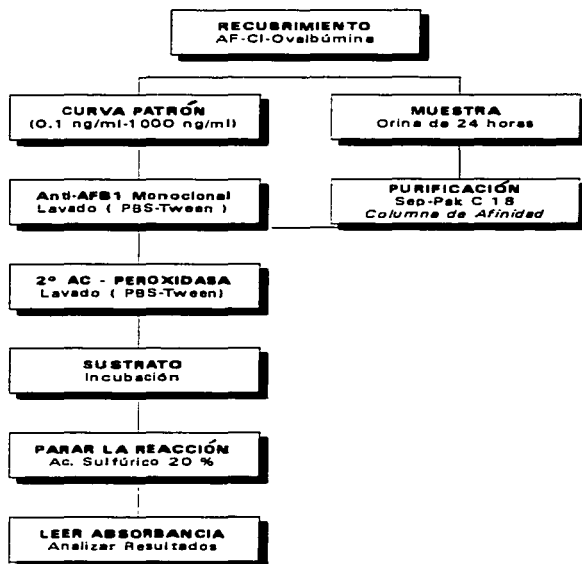 RECUBRIMIENTO
AF-Cl-Ovalbúmina
CURVA PATRÓN
(0.1 ng/ml-1000 ng/ml)
MUESTRA
Orina de 24 horas
Anti-AFB1 Monoclonal
Lavado ( PBS-Tween )
PURIFICACIÓN
Sep-Pak C 18
Columna de Afinidad
2º AC - PEROXIDASA
Lavado ( PBS-Tween)
SUSTRATO
Incubación
PARAR LA REACCIÓN
Ac. Sulfúrico 20 %
LEER ABSORBANCIA
Analizar Resultados